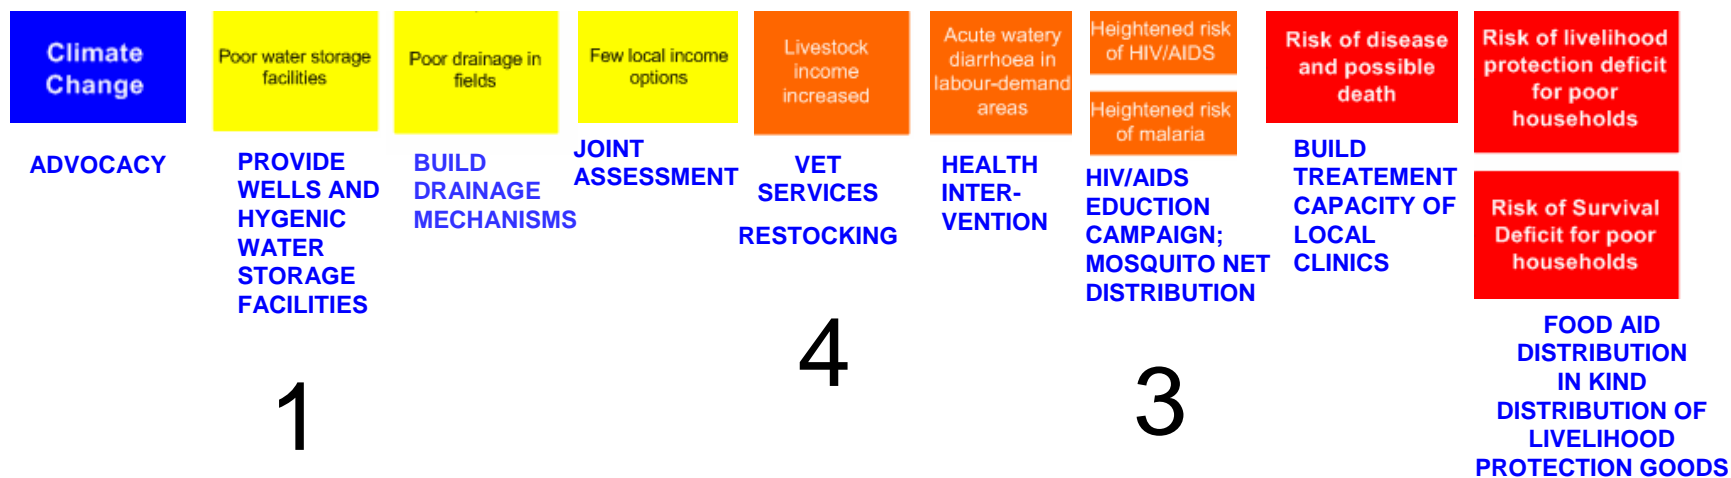 Climate
Change
ADVOCACY
Poor water storage
facilities
PROVIDE
WELLS AND
HYGENIC
WATER
STORAGE
FACILITIES
1
Poor drainage in
fields
BUILD
DRAINAGE
MECHANISMS
Few local income
options
JOINT
ASSESSMENT
Livestock
income
increased
VET
SERVICES
RESTOCKING
4
Acute watery
diarrhoea in
labour-demand
areas
HEALTH
INTER-
VENTION
Heightened risk
of HIV/AIDS
Heightened risk
of malaria
HIV/AIDS
EDUCTION
CAMPAIGN;
MOSQUITO NET
DISTRIBUTION
3
Risk of disease
and possible
death
BUILD
TREATEMENT
CAPACITY OF
LOCAL
CLINICS
Risk of livelihood
protection deficit
for poor
households
Risk of Survival
Deficit for poor
households
FOOD AID
DISTRIBUTION
IN KIND
DISTRIBUTION OF
LIVELIHOOD
PROTECTION GOODS